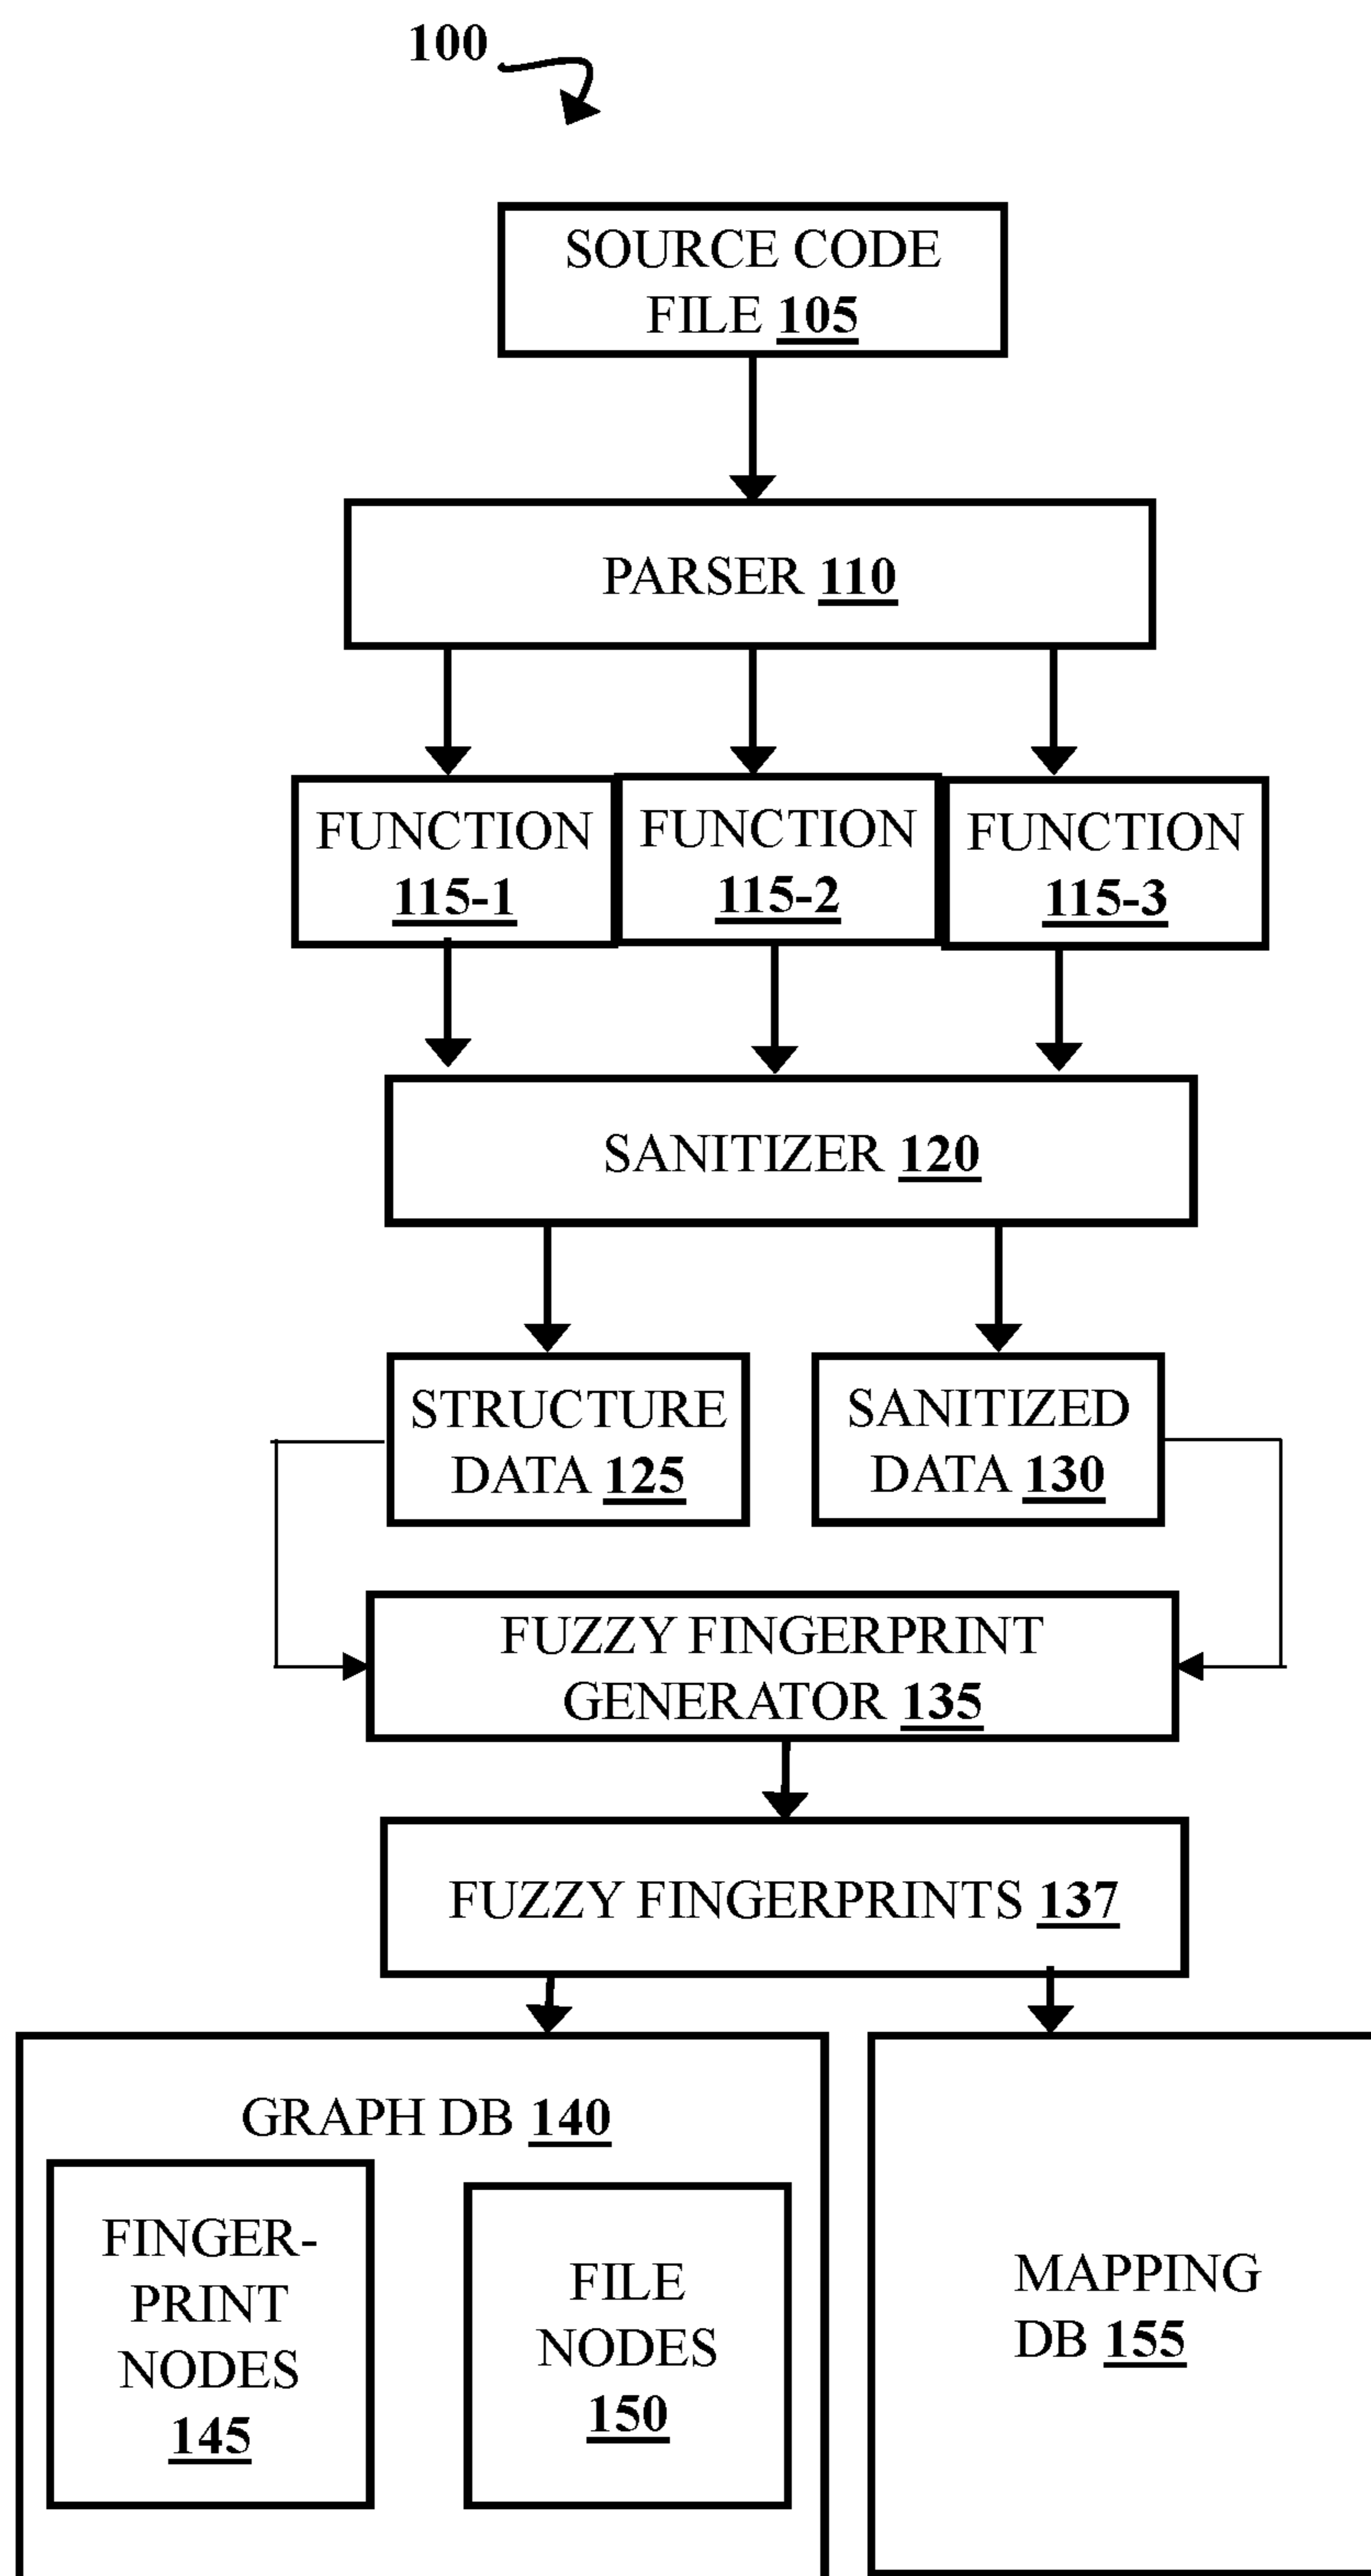 100
SOURCE CODE
FILE 105
PARSER 110
FUNCTION
115-1
FUNCTION
115-2
FUNCTION
115-3
SANITIZER 120
STRUCTURE
DATA 125
SANITIZED
DATA 130
FUZZY FINGERPRINT
GENERATOR 135
FUZZY FINGERPRINTS 137
GRAPH DB 140
FINGER-
PRINT
NODES
145
FILE
NODES
150
MAPPING
DB 155